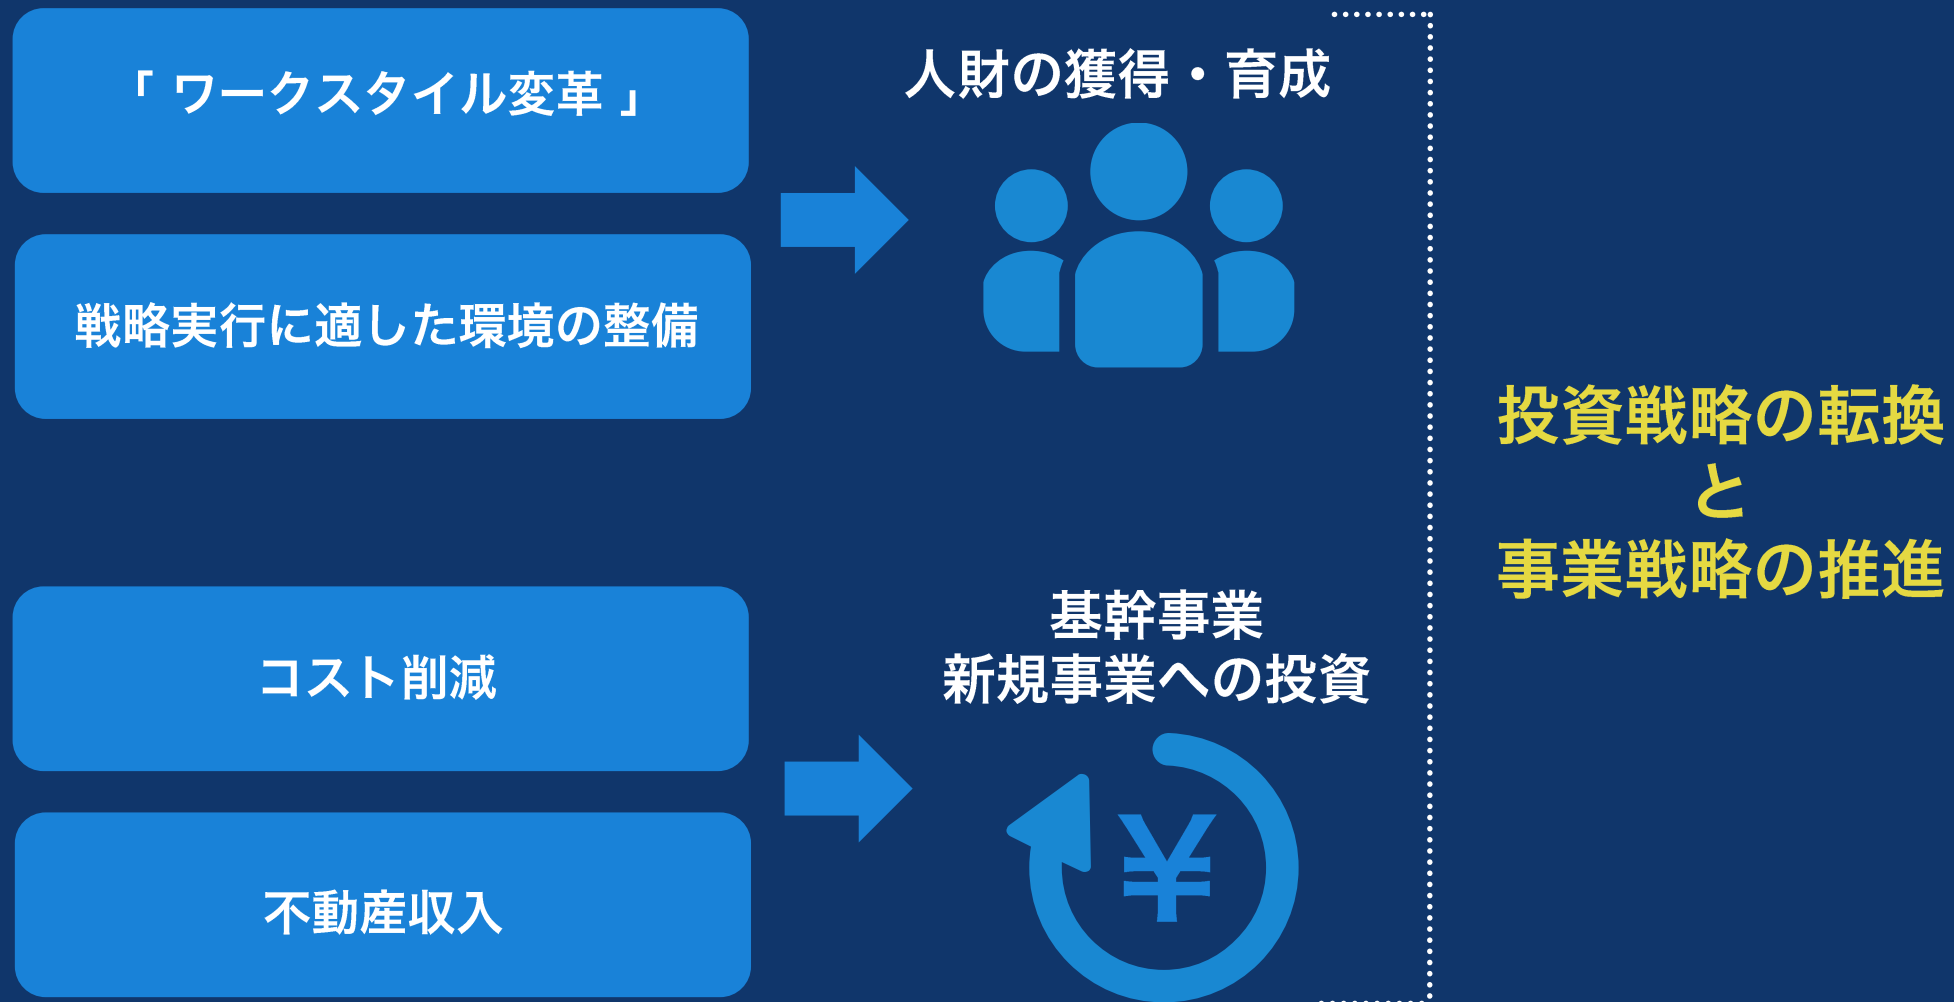 「 ワークスタイル変革 」
戦略実行に適した環境の整備
人財の獲得・育成
コスト削減
不動産収入
基幹事業
新規事業への投資
¥
投資戦略の転換
と
事業戦略の推進